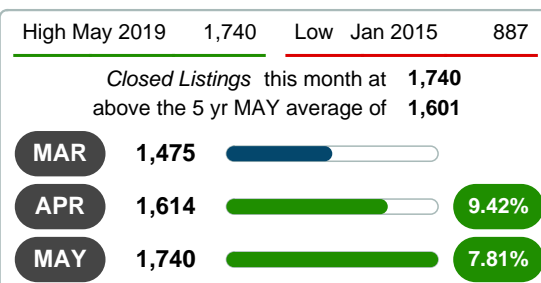 High May 2019 1,740 Low Jan 2015 887
Closed Listings this month at 1,740
above the 5 yr MAY average of 1,601
MAR 1,475
APR 1,614 9.42%
MAY 1,740 7.81%